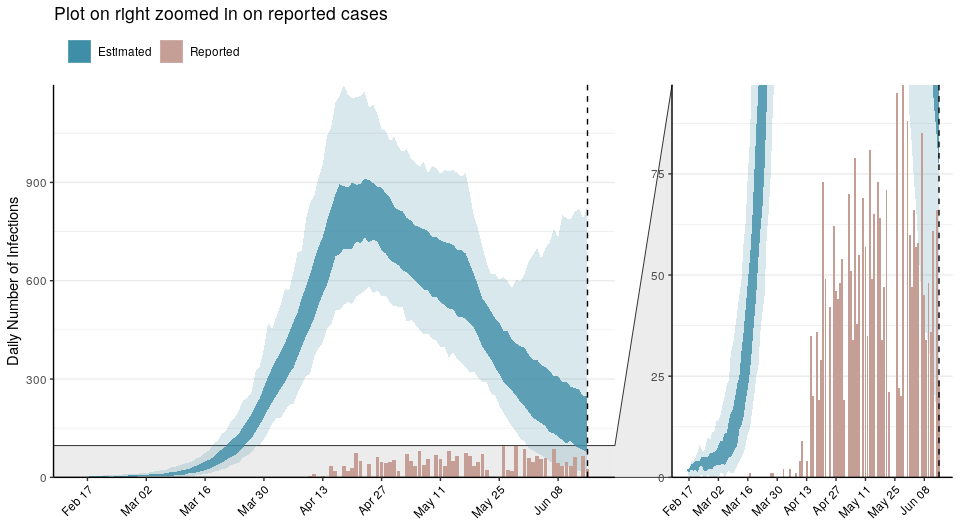 Plot on right zoomed in on reported cases
Estimated Reported
Daily Number of Infections
900
600
300
0
Feb 17 Mar 02 Mar 16 Mar 30 Apr 13 Apr 27 May 11 May 25 Jun 08
75
50
25
0
Feb 17 Mar 02 Mar 16 Mar 30 Apr 13 Apr 27 May 11 May 25 Jun 08